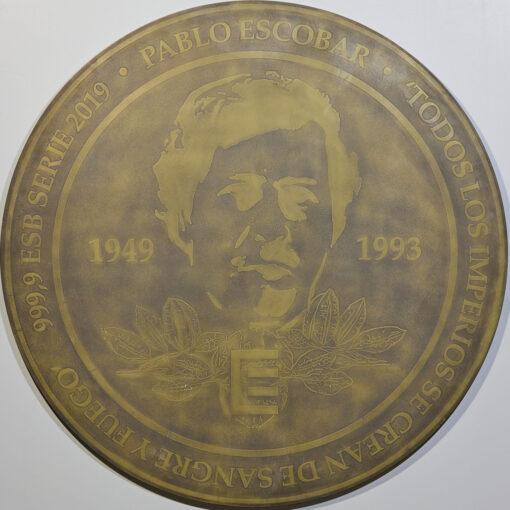 PABLO ESCOBAR • 'TODOS LOS IMPERIOS SE CREAN DE SANGRE Y FUEGO' 999,9 ESB SERIE 2019 •
1949
1993
E